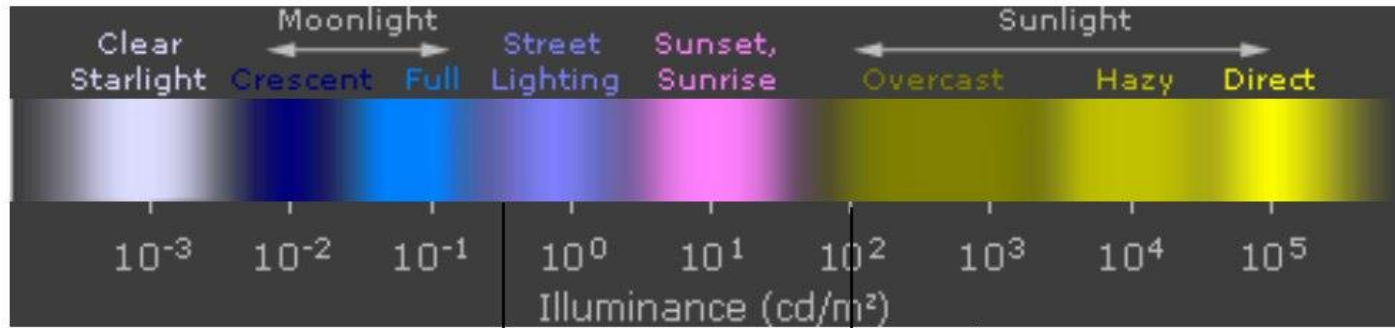 Moonlight Sunlight
Clear Street Sunset,
Starlight Crescent Full Lighting Sunrise Overcast Hazy Direct
10⁻³ 10⁻² 10⁻¹ 10⁰ 10¹ 10² 10³ 10⁴ 10⁵
Illuminance (cd/m²)